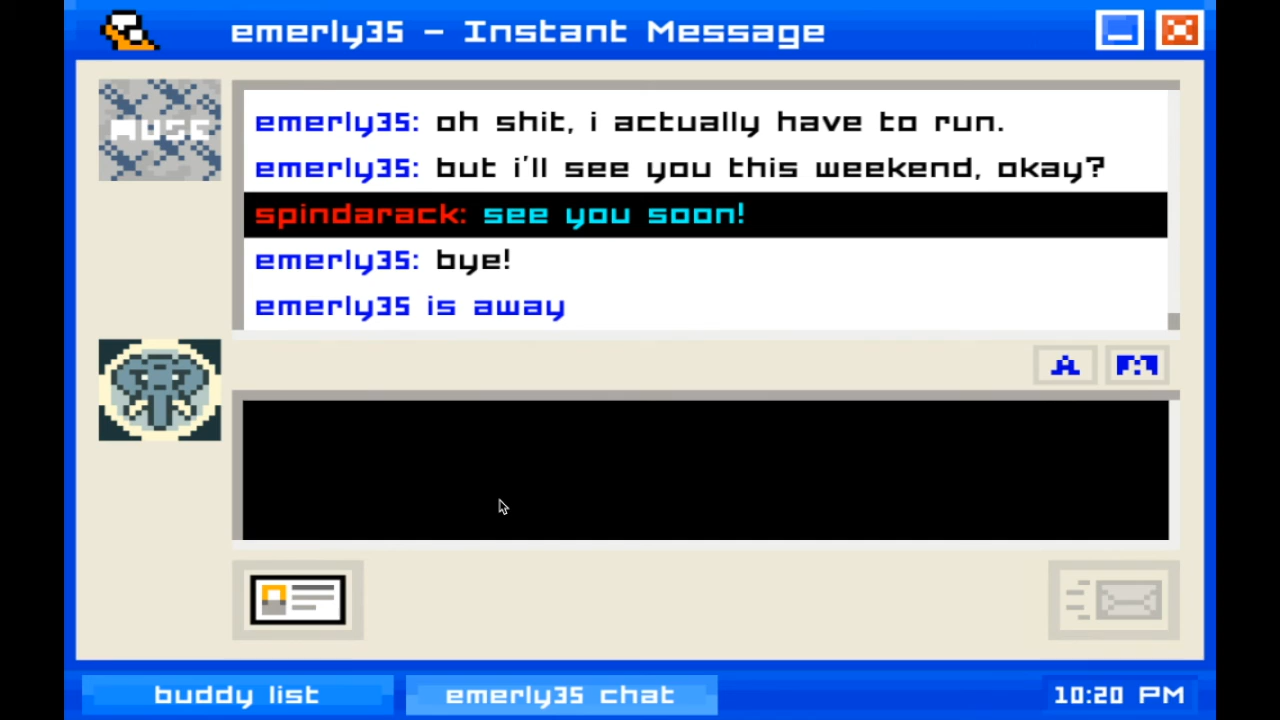 emerly35 - Instant Message
MUSE
emerly35: oh shit, i actually have to run.
emerly35: but i'll see you this weekend, okay?
spindarack: see you soon!
emerly35: bye!
emerly35 is away
A
buddy list
emerly35 chat
10:20 PM